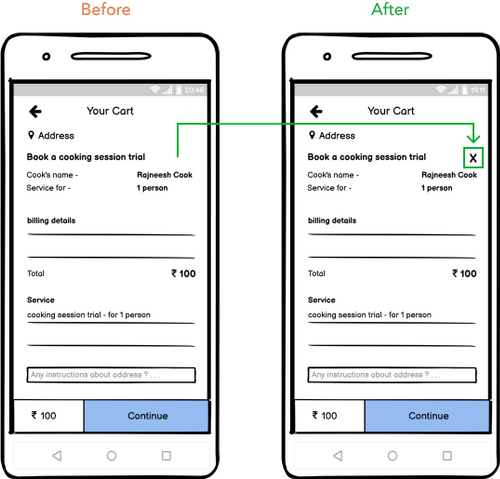 Before
20:46
Your Cart
Address
Book a cooking session trial
Cook's name - Rajneesh Cook
Service for - 1 person
billing details
Total ₹ 100
Service
cooking session trial - for 1 person
Any instructions about address ? . . .
₹ 100 Continue
After
19:11
Your Cart
Address
Book a cooking session trial X
Cook's name - Rajneesh Cook
Service for - 1 person
billing details
Total ₹ 100
Service
cooking session trial - for 1 person
Any instructions about address ? . . .
₹ 100 Continue